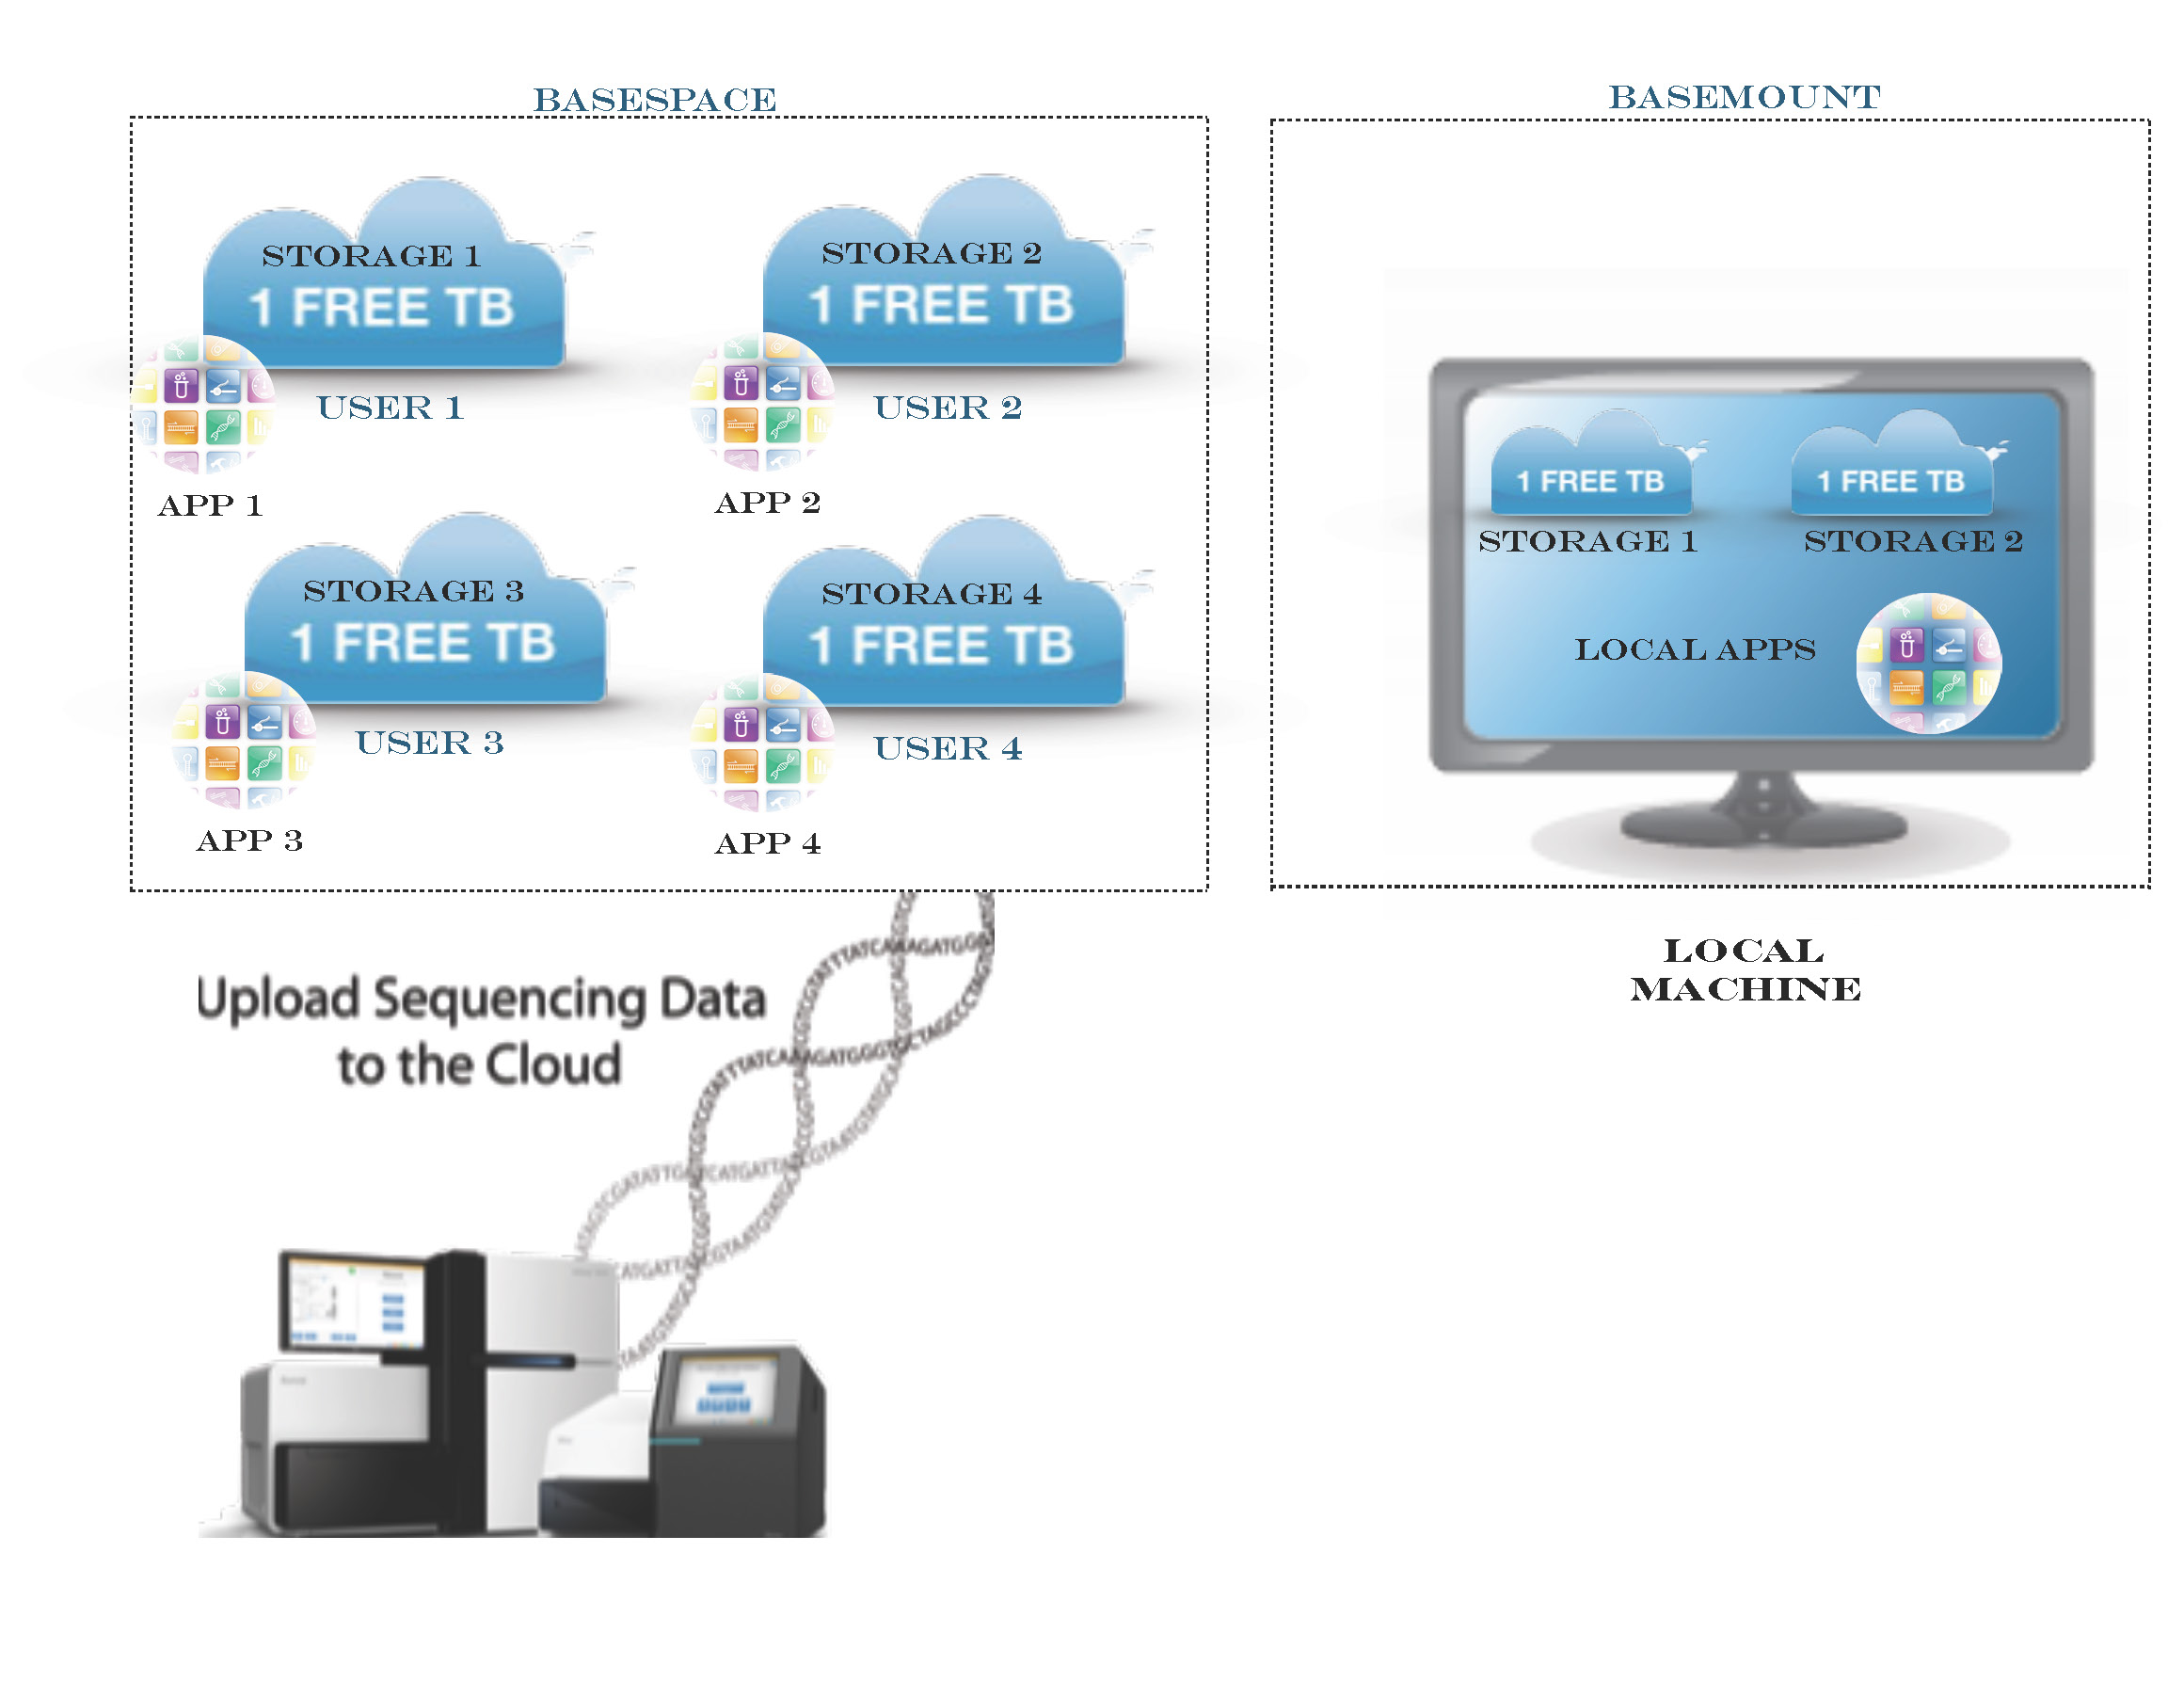 BASESPACE
STORAGE 1
1 FREE TB
USER 1
APP 1
STORAGE 2
1 FREE TB
USER 2
APP 2
STORAGE 3
1 FREE TB
USER 3
APP 3
STORAGE 4
1 FREE TB
USER 4
APP 4
BASEMOUNT
1 FREE TB
STORAGE 1
1 FREE TB
STORAGE 2
LOCAL APPS
LOCAL
MACHINE
Upload Sequencing Data
to the Cloud